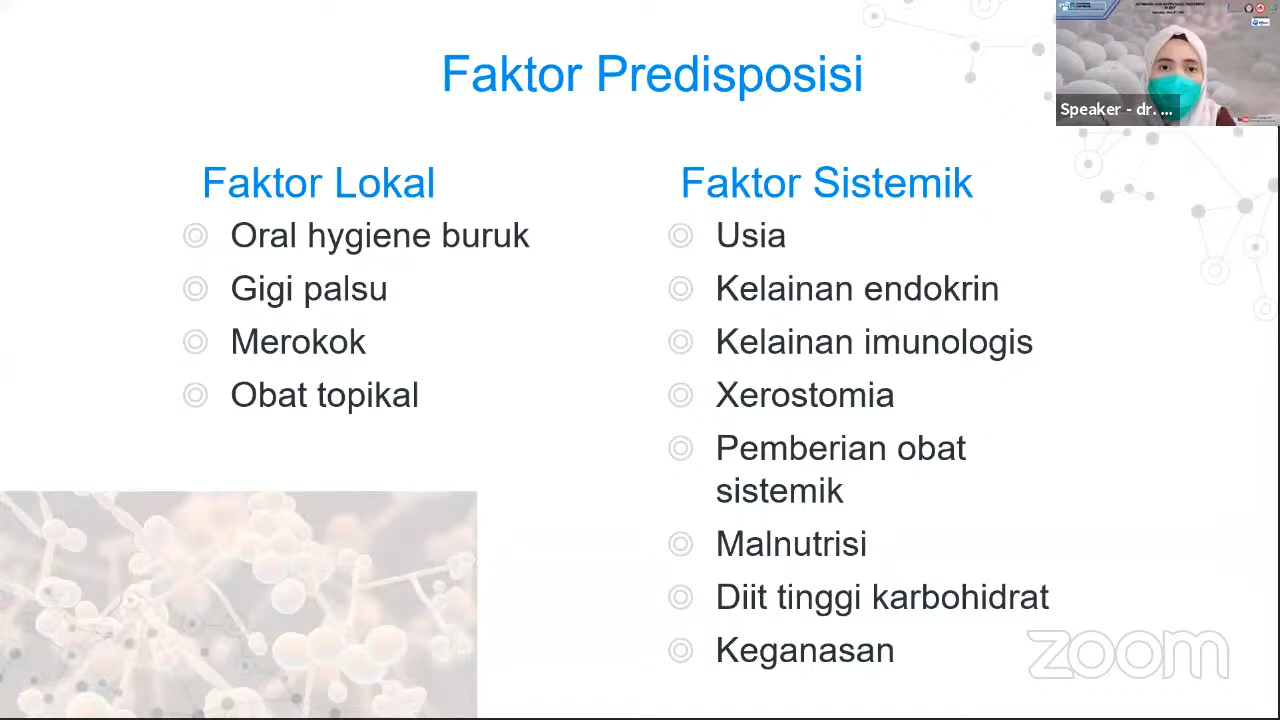 Faktor Predisposisi
Faktor Lokal
Oral hygiene buruk
Gigi palsu
Merokok
Obat topikal
Faktor Sistemik
Usia
Kelainan endokrin
Kelainan imunologis
Xerostomia
Pemberian obat
sistemik
Malnutrisi
Diit tinggi karbohidrat
Keganasan
Speaker - dr. ...
zoom